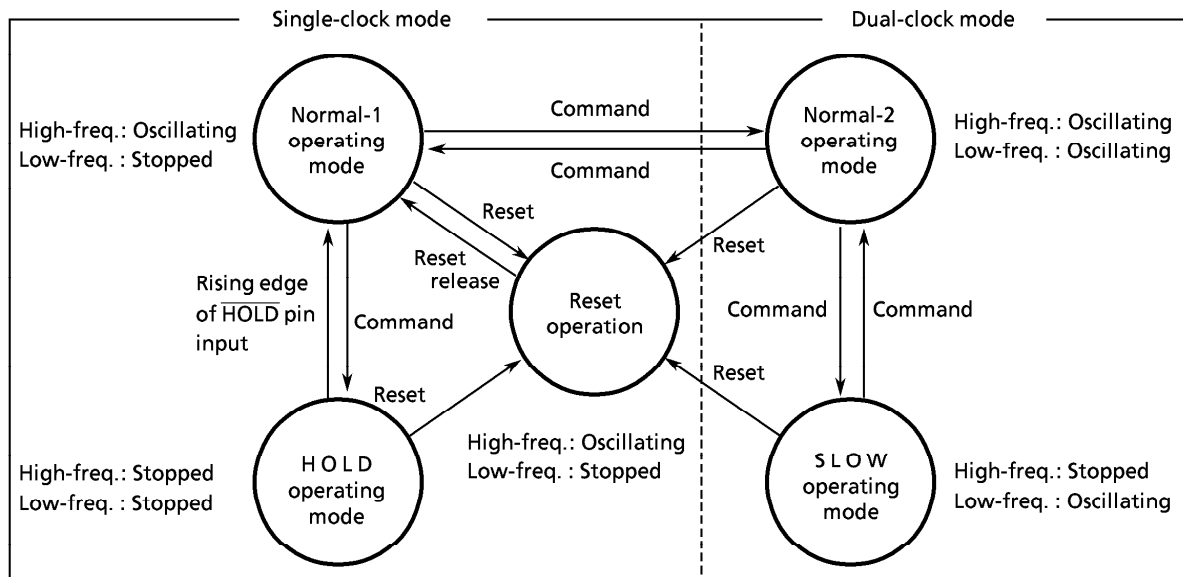 Single-clock mode
Dual-clock mode
Normal-1
operating
mode
High-freq.: Oscillating
Low-freq. : Stopped
Command
Command
Normal-2
operating
mode
High-freq.: Oscillating
Low-freq. : Oscillating
Reset
Reset
release
Reset
Rising edge
of HOLD pin
input
Command
Reset
operation
Command
Command
Reset
Reset
High-freq.: Oscillating
Low-freq. : Stopped
High-freq.: Stopped
Low-freq. : Stopped
H O L D
operating
mode
S L O W
operating
mode
High-freq.: Stopped
Low-freq. : Oscillating